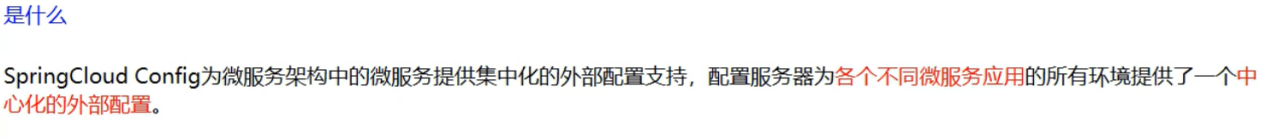 是什么
SpringCloud Config为微服务架构中的微服务提供集中化的外部配置支持，配置服务器为各个不同微服务应用的所有环境提供了一个中
心化的外部配置。